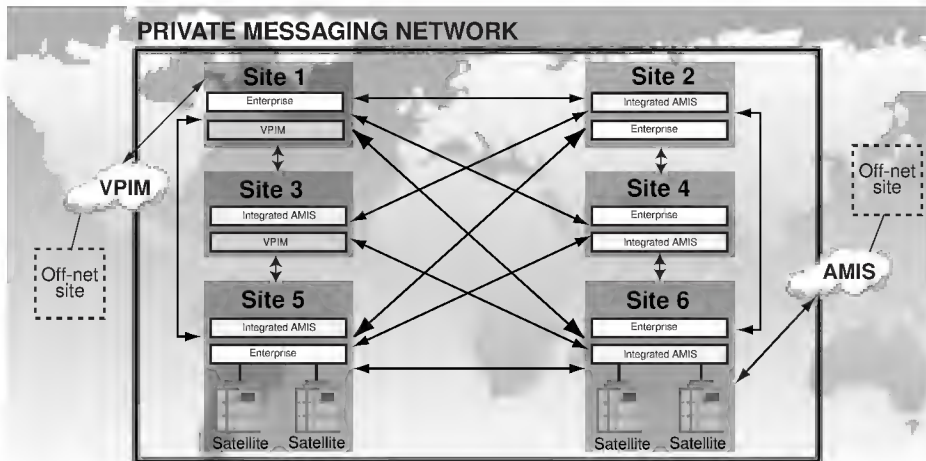 PRIVATE MESSAGING NETWORK
Site 1
Enterprise
VPIM
Site 2
Integrated AMIS
Enterprise
Site 3
Integrated AMIS
VPIM
Site 4
Enterprise
Integrated AMIS
Site 5
Integrated AMIS
Enterprise
Satellite
Satellite
Site 6
Enterprise
Integrated AMIS
Satellite
Satellite
VPIM
Off-net
site
Off-net
site
AMIS